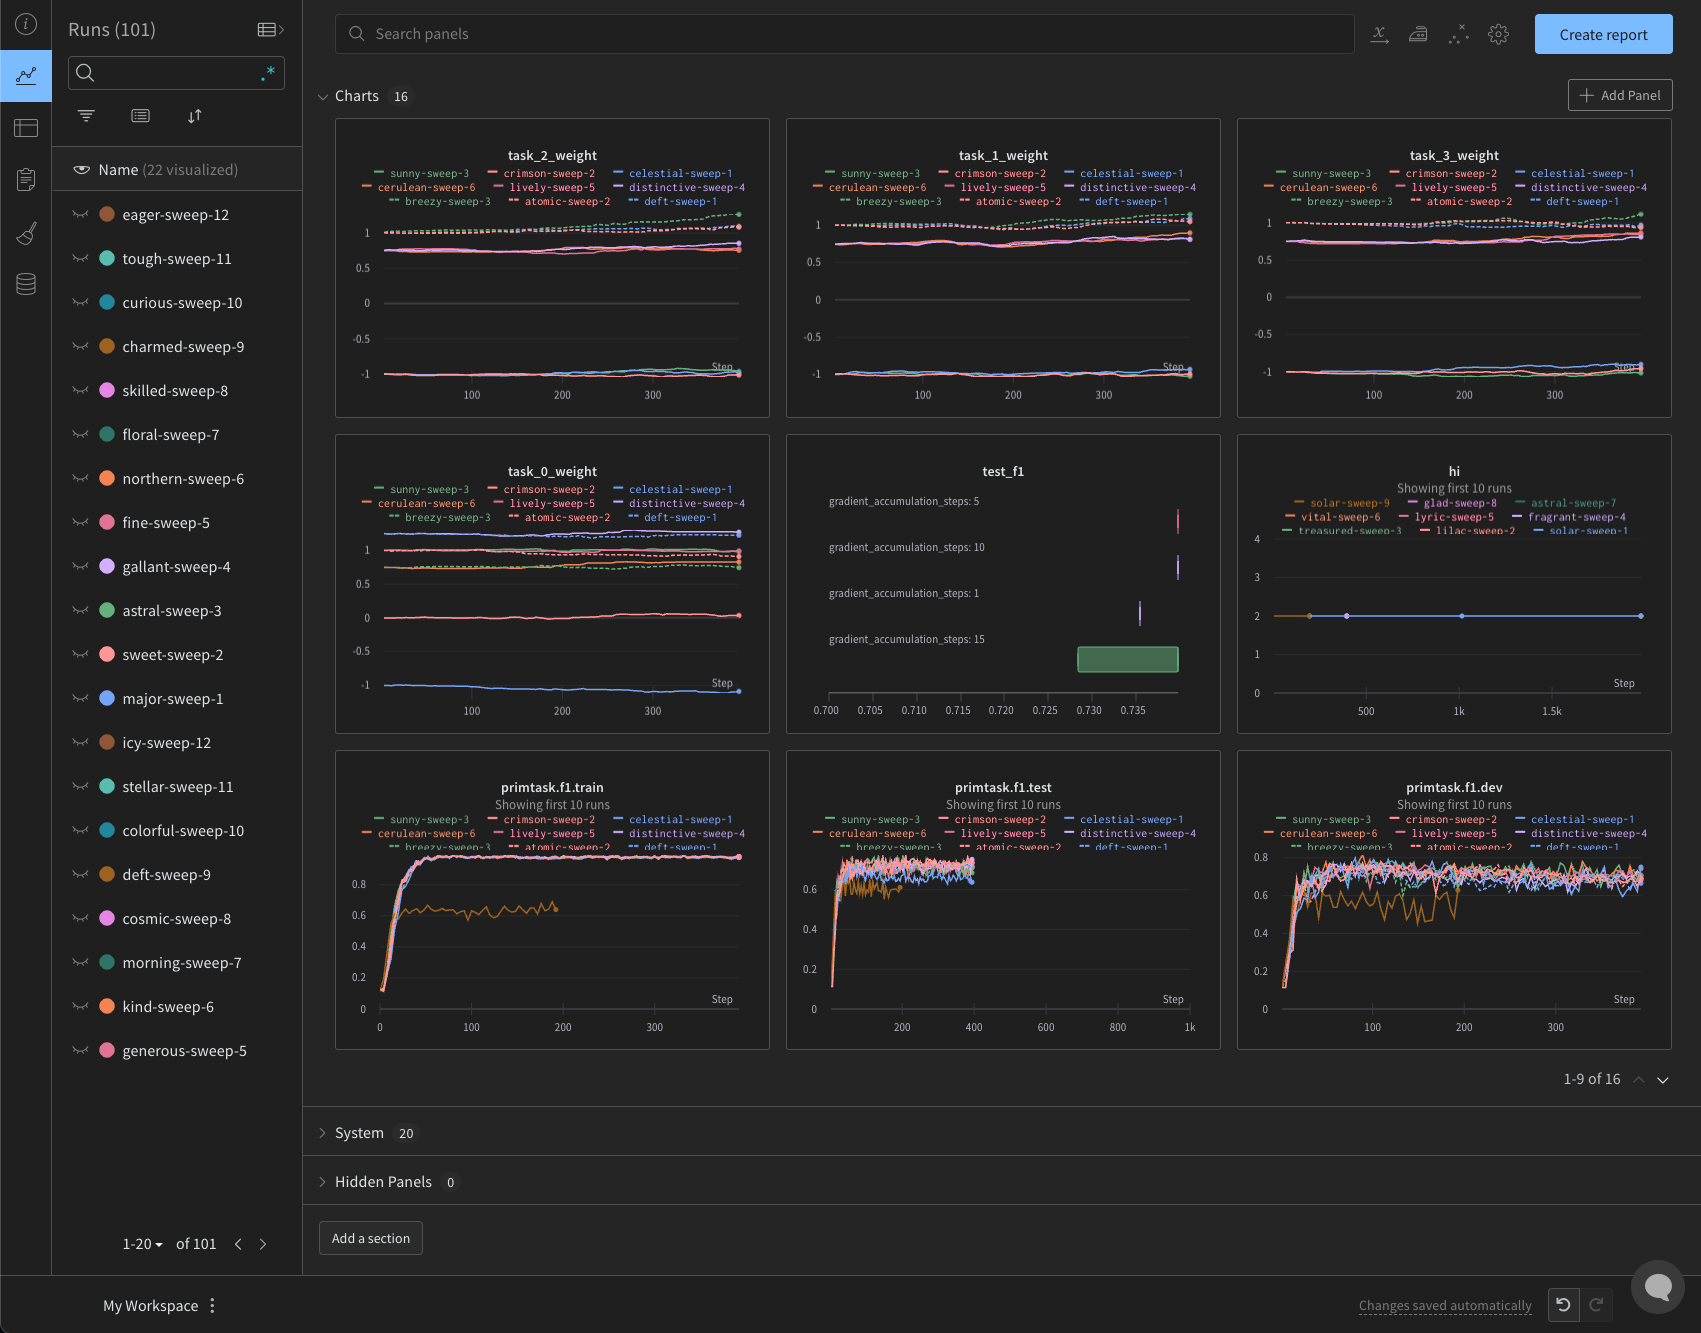 Runs (101)
.*
Name (22 visualized)
eager-sweep-12
tough-sweep-11
curious-sweep-10
charmed-sweep-9
skilled-sweep-8
floral-sweep-7
northern-sweep-6
fine-sweep-5
gallant-sweep-4
astral-sweep-3
sweet-sweep-2
major-sweep-1
icy-sweep-12
stellar-sweep-11
colorful-sweep-10
deft-sweep-9
cosmic-sweep-8
morning-sweep-7
kind-sweep-6
generous-sweep-5
1-20 of 101
Search panels
Create report
Charts 16
Add Panel
task_2_weight
sunny-sweep-3 crimson-sweep-2 celestial-sweep-1
cerulean-sweep-6 lively-sweep-5 distinctive-sweep-4
breezy-sweep-3 atomic-sweep-2 deft-sweep-1
1
0.5
0
-0.5
-1
Step
100 200 300
task_1_weight
sunny-sweep-3 crimson-sweep-2 celestial-sweep-1
cerulean-sweep-6 lively-sweep-5 distinctive-sweep-4
breezy-sweep-3 atomic-sweep-2 deft-sweep-1
1
0.5
0
-0.5
-1
Step
100 200 300
task_3_weight
sunny-sweep-3 crimson-sweep-2 celestial-sweep-1
cerulean-sweep-6 lively-sweep-5 distinctive-sweep-4
breezy-sweep-3 atomic-sweep-2 deft-sweep-1
1
0.5
0
-0.5
-1
Step
100 200 300
task_0_weight
sunny-sweep-3 crimson-sweep-2 celestial-sweep-1
cerulean-sweep-6 lively-sweep-5 distinctive-sweep-4
breezy-sweep-3 atomic-sweep-2 deft-sweep-1
1
0.5
0
-0.5
-1
Step
100 200 300
test_f1
gradient_accumulation_steps: 5
gradient_accumulation_steps: 10
gradient_accumulation_steps: 1
gradient_accumulation_steps: 15
0.700 0.705 0.710 0.715 0.720 0.725 0.730 0.735
hi
Showing first 10 runs
solar-sweep-9 glad-sweep-8 astral-sweep-7
vital-sweep-6 lyric-sweep-5 fragrant-sweep-4
treasured-sweep-3 lilac-sweep-2 solar-sweep-1
4
3
2
1
0
Step
500 1k 1.5k
primtask.f1.train
Showing first 10 runs
sunny-sweep-3 crimson-sweep-2 celestial-sweep-1
cerulean-sweep-6 lively-sweep-5 distinctive-sweep-4
breezy-sweep-3 atomic-sweep-2 deft-sweep-1
0.8
0.6
0.4
0.2
0
Step
0 100 200 300
primtask.f1.test
Showing first 10 runs
sunny-sweep-3 crimson-sweep-2 celestial-sweep-1
cerulean-sweep-6 lively-sweep-5 distinctive-sweep-4
breezy-sweep-3 atomic-sweep-2 deft-sweep-1
0.6
0.4
0.2
0
Step
200 400 600 800 1k
primtask.f1.dev
Showing first 10 runs
sunny-sweep-3 crimson-sweep-2 celestial-sweep-1
cerulean-sweep-6 lively-sweep-5 distinctive-sweep-4
breezy-sweep-3 atomic-sweep-2 deft-sweep-1
0.8
0.6
0.4
0.2
0
Step
100 200 300
1-9 of 16
System 20
Hidden Panels 0
Add a section
My Workspace
Changes saved automatically